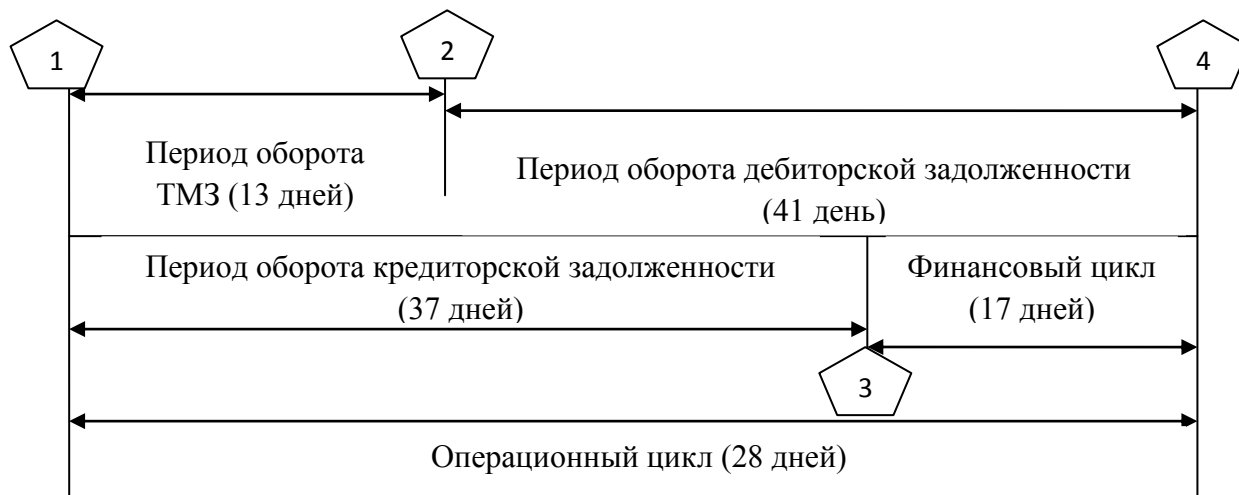 1
2
4
Период оборота
ТМЗ (13 дней)
Период оборота дебиторской задолженности
(41 день)
Период оборота кредиторской задолженности
(37 дней)
Финансовый цикл
(17 дней)
3
Операционный цикл (28 дней)